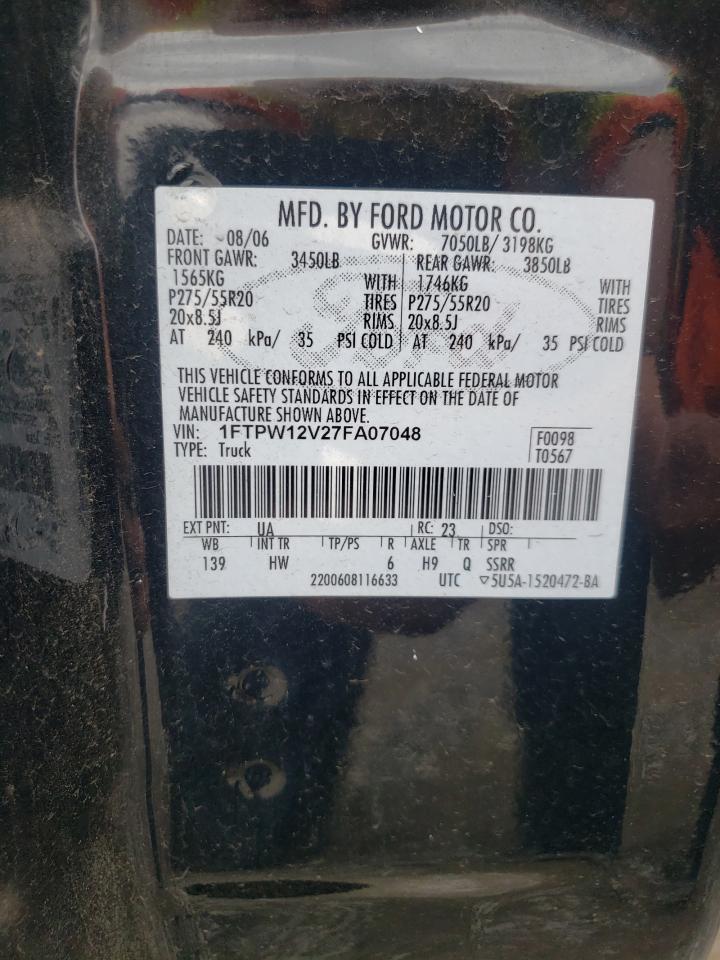 MFD. BY FORD MOTOR CO.
DATE: 08/06 GVWR: 7050LB/ 3198KG
FRONT GAWR: 3450LB REAR GAWR: 3850LB
1565KG WITH 1746KG WITH
P275/55R20 TIRES P275/55R20 TIRES
20x8.5J RIMS 20x8.5J RIMS
AT 240 kPa/ 35 PSI COLD AT 240 kPa/ 35 PSI COLD
THIS VEHICLE CONFORMS TO ALL APPLICABLE FEDERAL MOTOR
VEHICLE SAFETY STANDARDS IN EFFECT ON THE DATE OF
MANUFACTURE SHOWN ABOVE.
VIN: 1FTPW12V27FA07048 F0098
TYPE: Truck T0567
EXT PNT: UA RC: 23 DSO:
WB INT TR TP/PS R AXLE TR SPR
139 HW 6 H9 Q SSRR
2200608116633 UTC ▽5U5A-1520472-BA
Ford